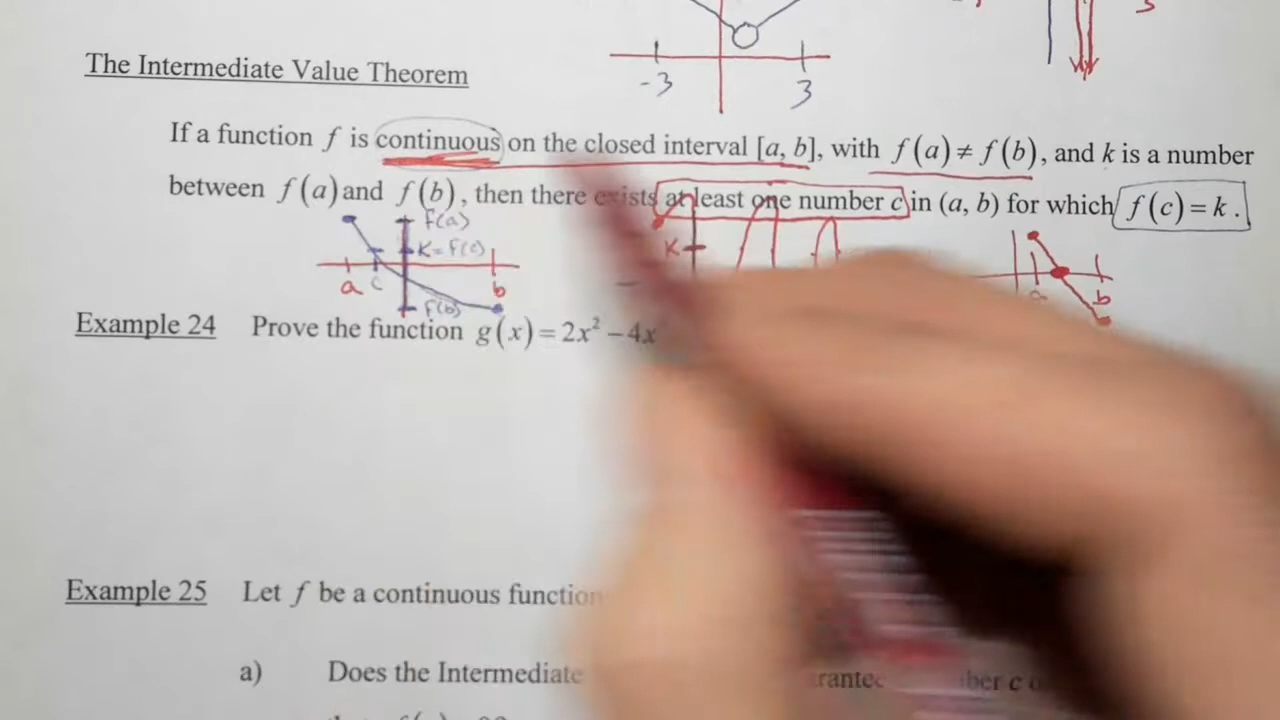 -3 3
The Intermediate Value Theorem
If a function f is continuous on the closed interval [a, b], with f(a) ≠ f(b), and k is a number
between f(a) and f(b), then there exists at least one number c in (a, b) for which f(c) = k.
f(a)
K=f(c) K
a c b a b
f(b)
Example 24 Prove the function g(x) = 2x² − 4x
Example 25 Let f be a continuous function
a) Does the Intermediate